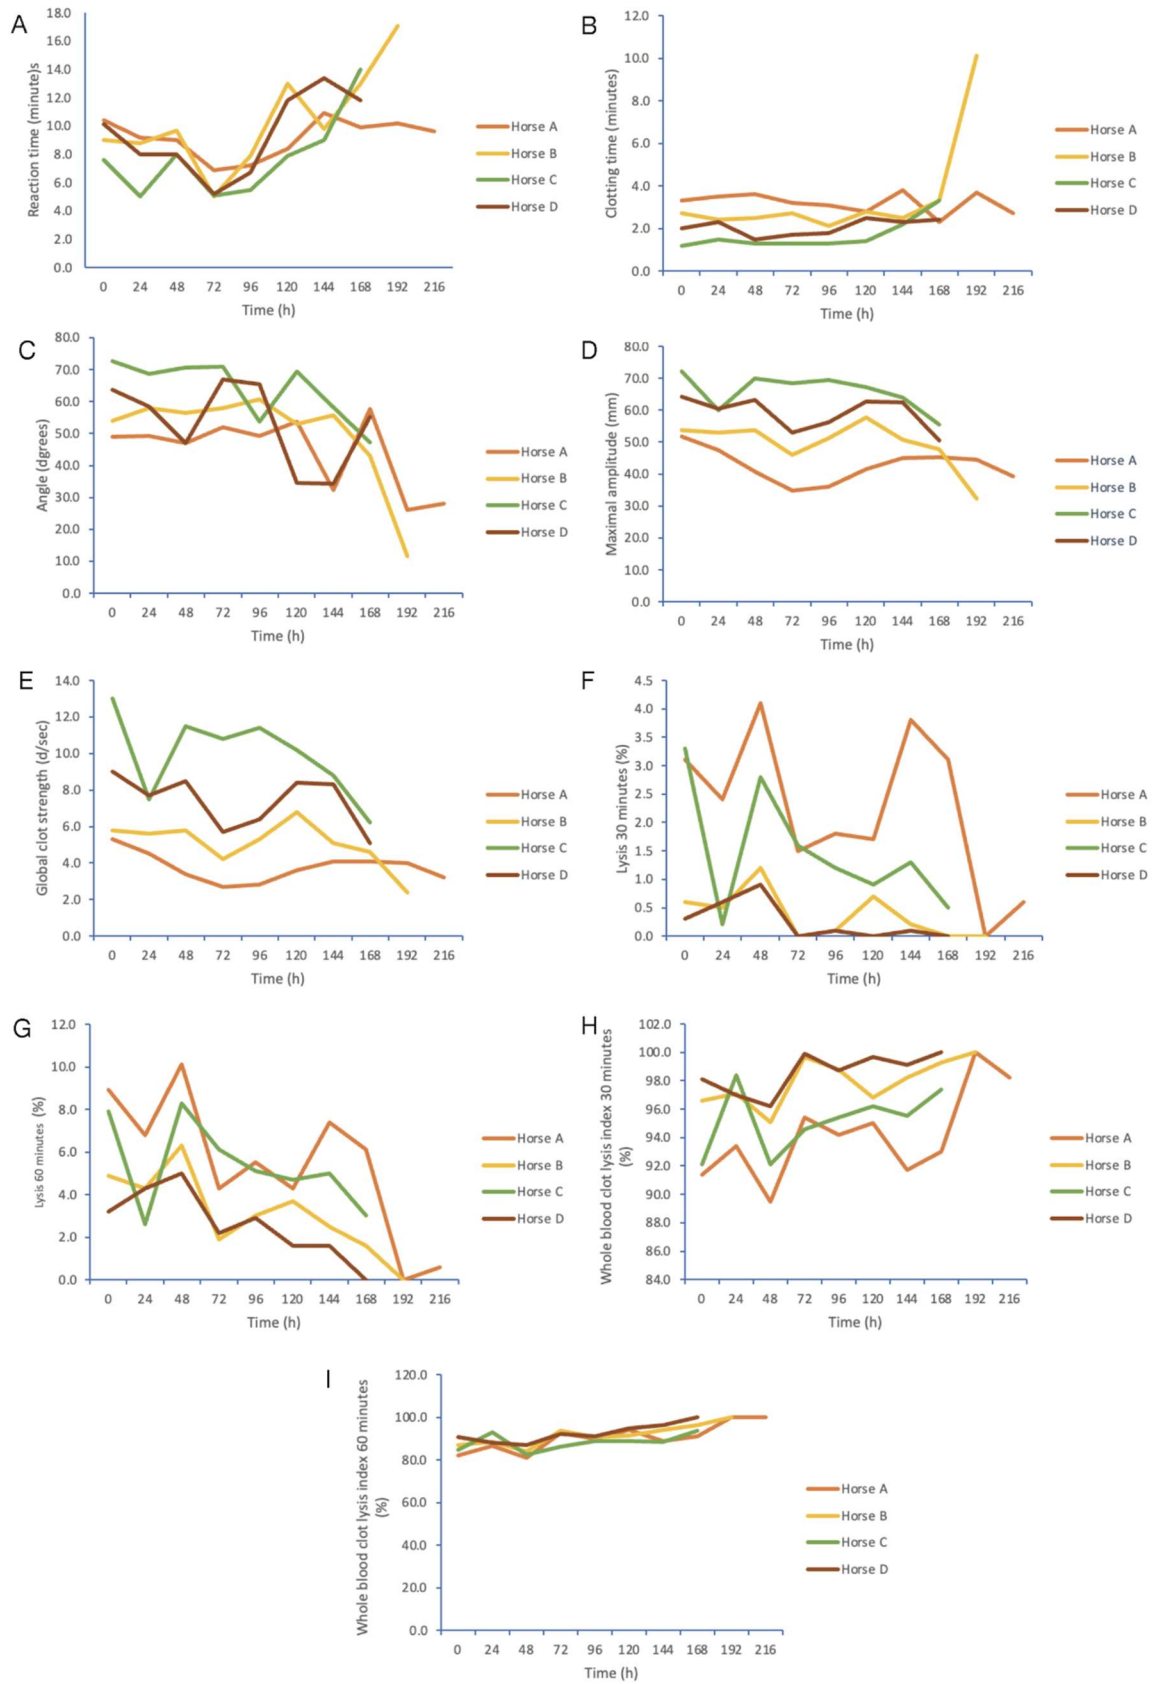 A
Reaction time (minute)s
18.0
16.0
14.0
12.0
10.0
8.0
6.0
4.0
2.0
0.0
0 24 48 72 96 120 144 168 192 216
Time (h)
Horse A
Horse B
Horse C
Horse D
B
Clotting time (minutes)
12.0
10.0
8.0
6.0
4.0
2.0
0.0
0 24 48 72 96 120 144 168 192 216
Time (h)
Horse A
Horse B
Horse C
Horse D
C
Angle (dgrees)
80.0
70.0
60.0
50.0
40.0
30.0
20.0
10.0
0.0
0 24 48 72 96 120 144 168 192 216
Time (h)
Horse A
Horse B
Horse C
Horse D
D
Maximal amplitude (mm)
80.0
70.0
60.0
50.0
40.0
30.0
20.0
10.0
0.0
0 24 48 72 96 120 144 168 192 216
Time (h)
Horse A
Horse B
Horse C
Horse D
E
Global clot strength (d/sec)
14.0
12.0
10.0
8.0
6.0
4.0
2.0
0.0
0 24 48 72 96 120 144 168 192 216
Time (h)
Horse A
Horse B
Horse C
Horse D
F
Lysis 30 minutes (%)
4.5
4.0
3.5
3.0
2.5
2.0
1.5
1.0
0.5
0.0
0 24 48 72 96 120 144 168 192 216
Time (h)
Horse A
Horse B
Horse C
Horse D
G
Lysis 60 minutes (%)
12.0
10.0
8.0
6.0
4.0
2.0
0.0
0 24 48 72 96 120 144 168 192 216
Time (h)
Horse A
Horse B
Horse C
Horse D
H
Whole blood clot lysis index 30 minutes
(%)
102.0
100.0
98.0
96.0
94.0
92.0
90.0
88.0
86.0
84.0
0 24 48 72 96 120 144 168 192 216
Time (h)
Horse A
Horse B
Horse C
Horse D
I
Whole blood clot lysis index 60 minutes
(%)
120.0
100.0
80.0
60.0
40.0
20.0
0.0
0 24 48 72 96 120 144 168 192 216
Time (h)
Horse A
Horse B
Horse C
Horse D